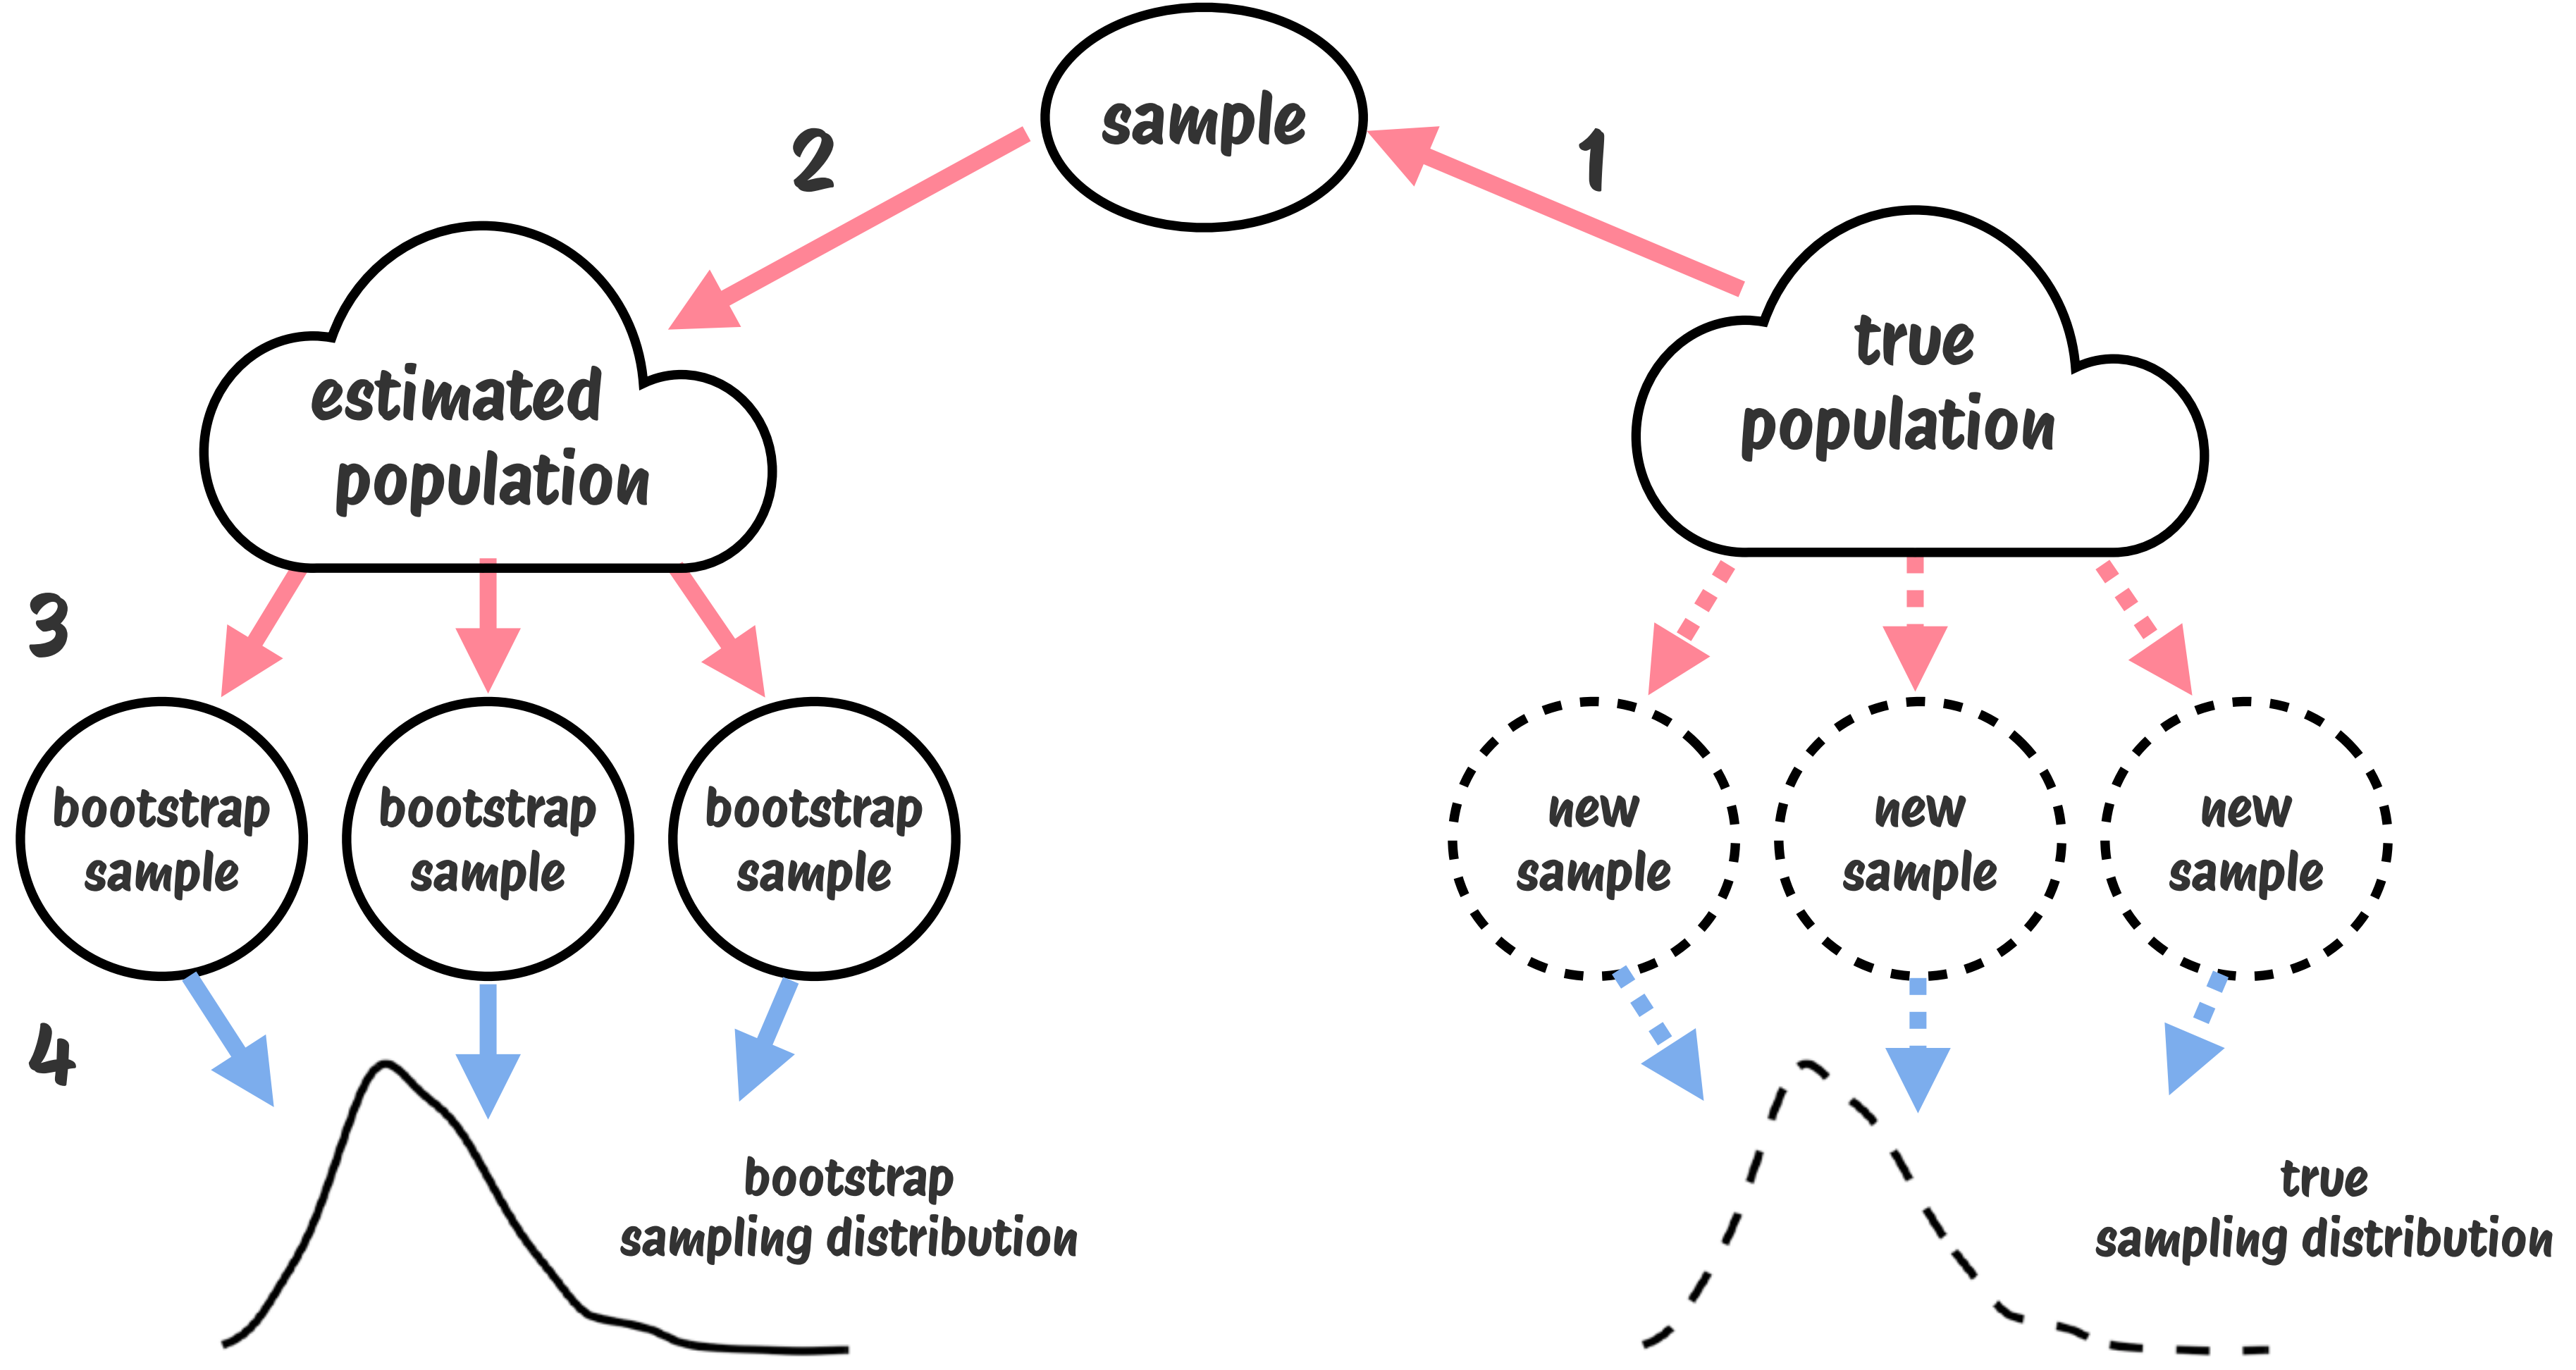 sample
2
1
estimated
population
true
population
3
bootstrap
sample
bootstrap
sample
bootstrap
sample
new
sample
new
sample
new
sample
4
bootstrap
sampling distribution
true
sampling distribution